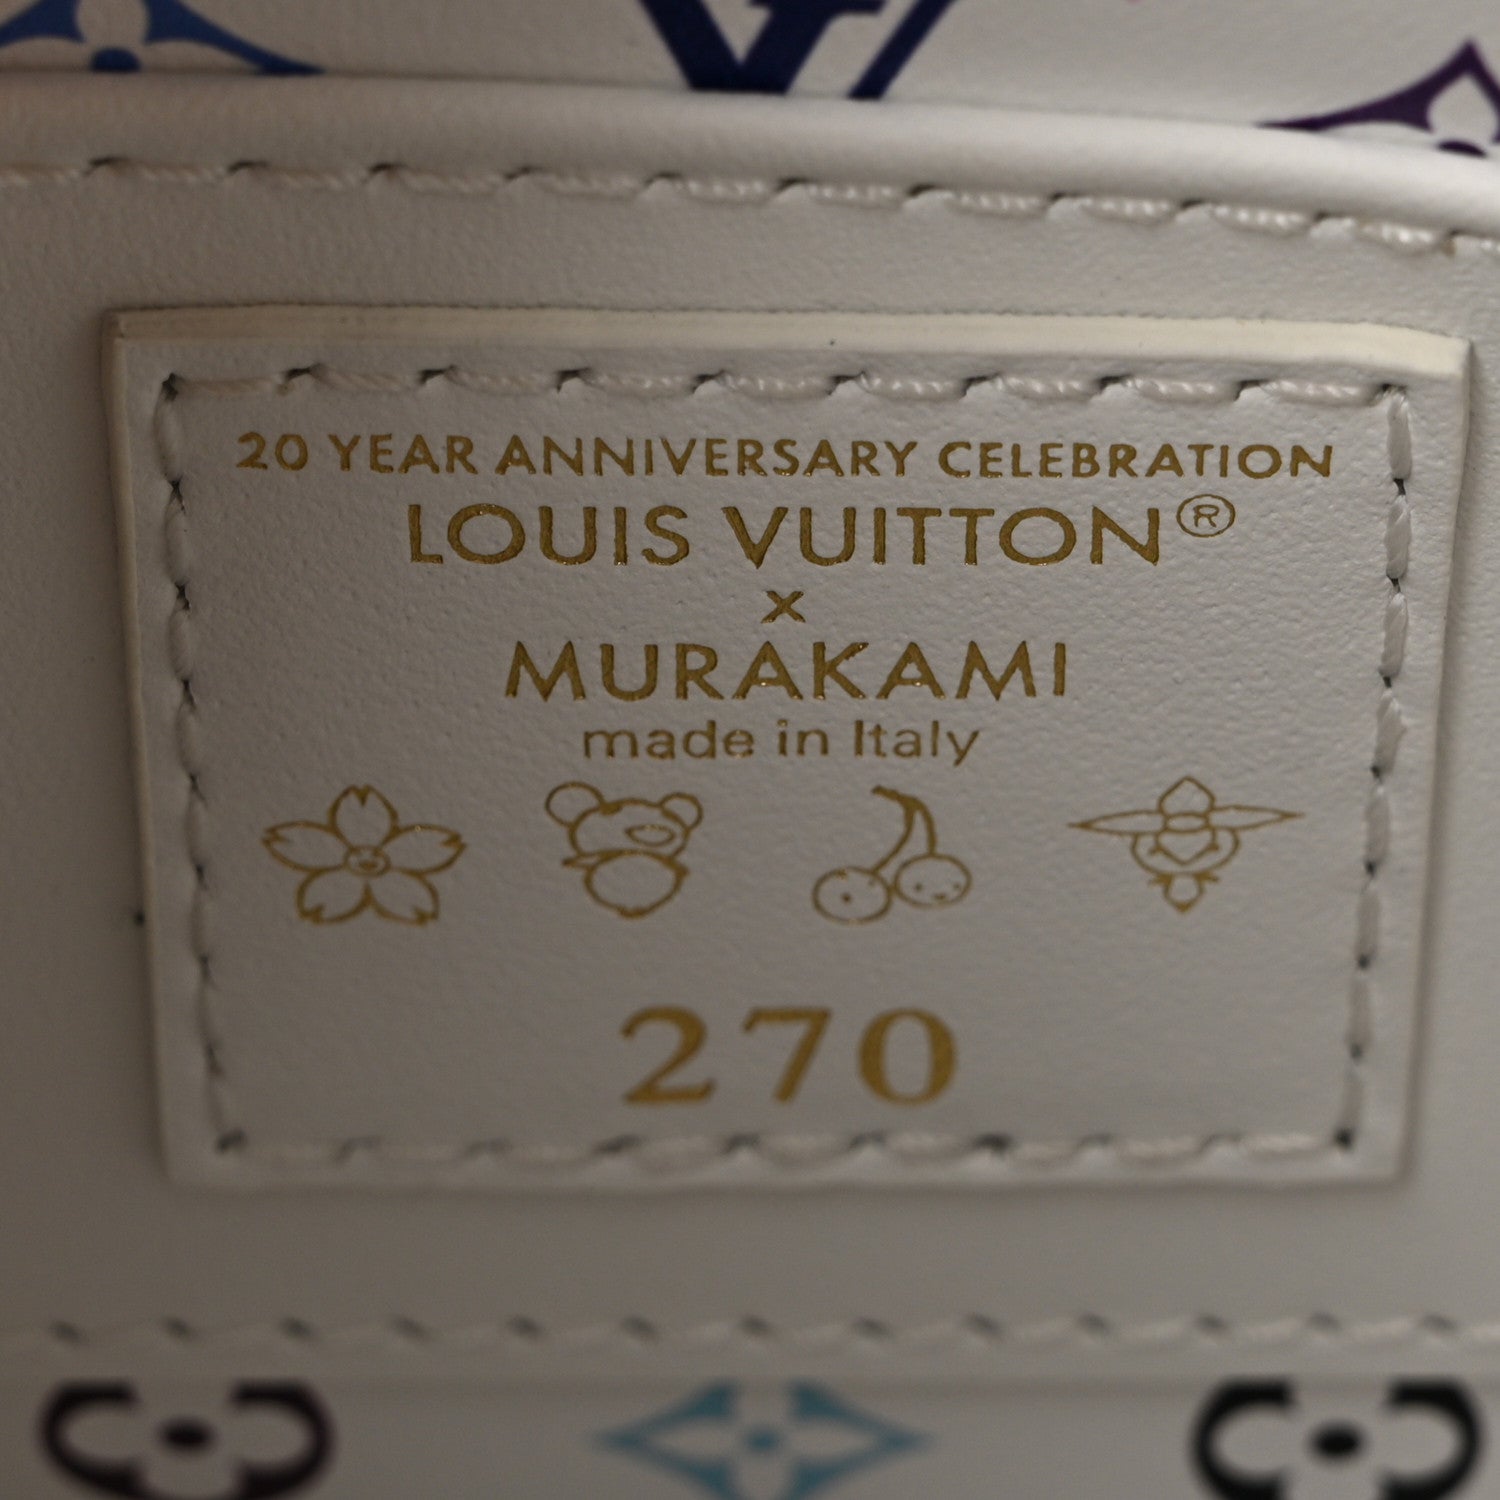 20 YEAR ANNIVERSARY CELEBRATION
LOUIS VUITTON®
x
MURAKAMI
made in Italy
270